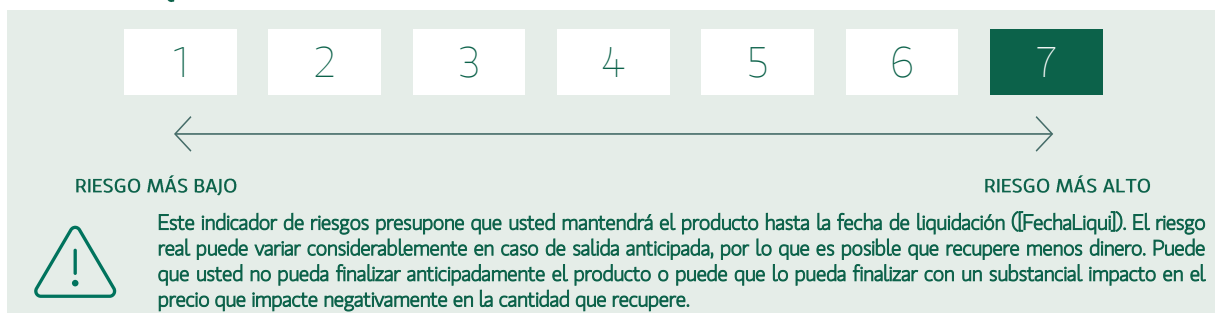 1 2 3 4 5 6 7
RIESGO MÁS BAJO RIESGO MÁS ALTO
Este indicador de riesgos presupone que usted mantendrá el producto hasta la fecha de liquidación ([FechaLiqui]). El riesgo
real puede variar considerablemente en caso de salida anticipada, por lo que es posible que recupere menos dinero. Puede
que usted no pueda finalizar anticipadamente el producto o puede que lo pueda finalizar con un substancial impacto en el
precio que impacte negativamente en la cantidad que recupere.